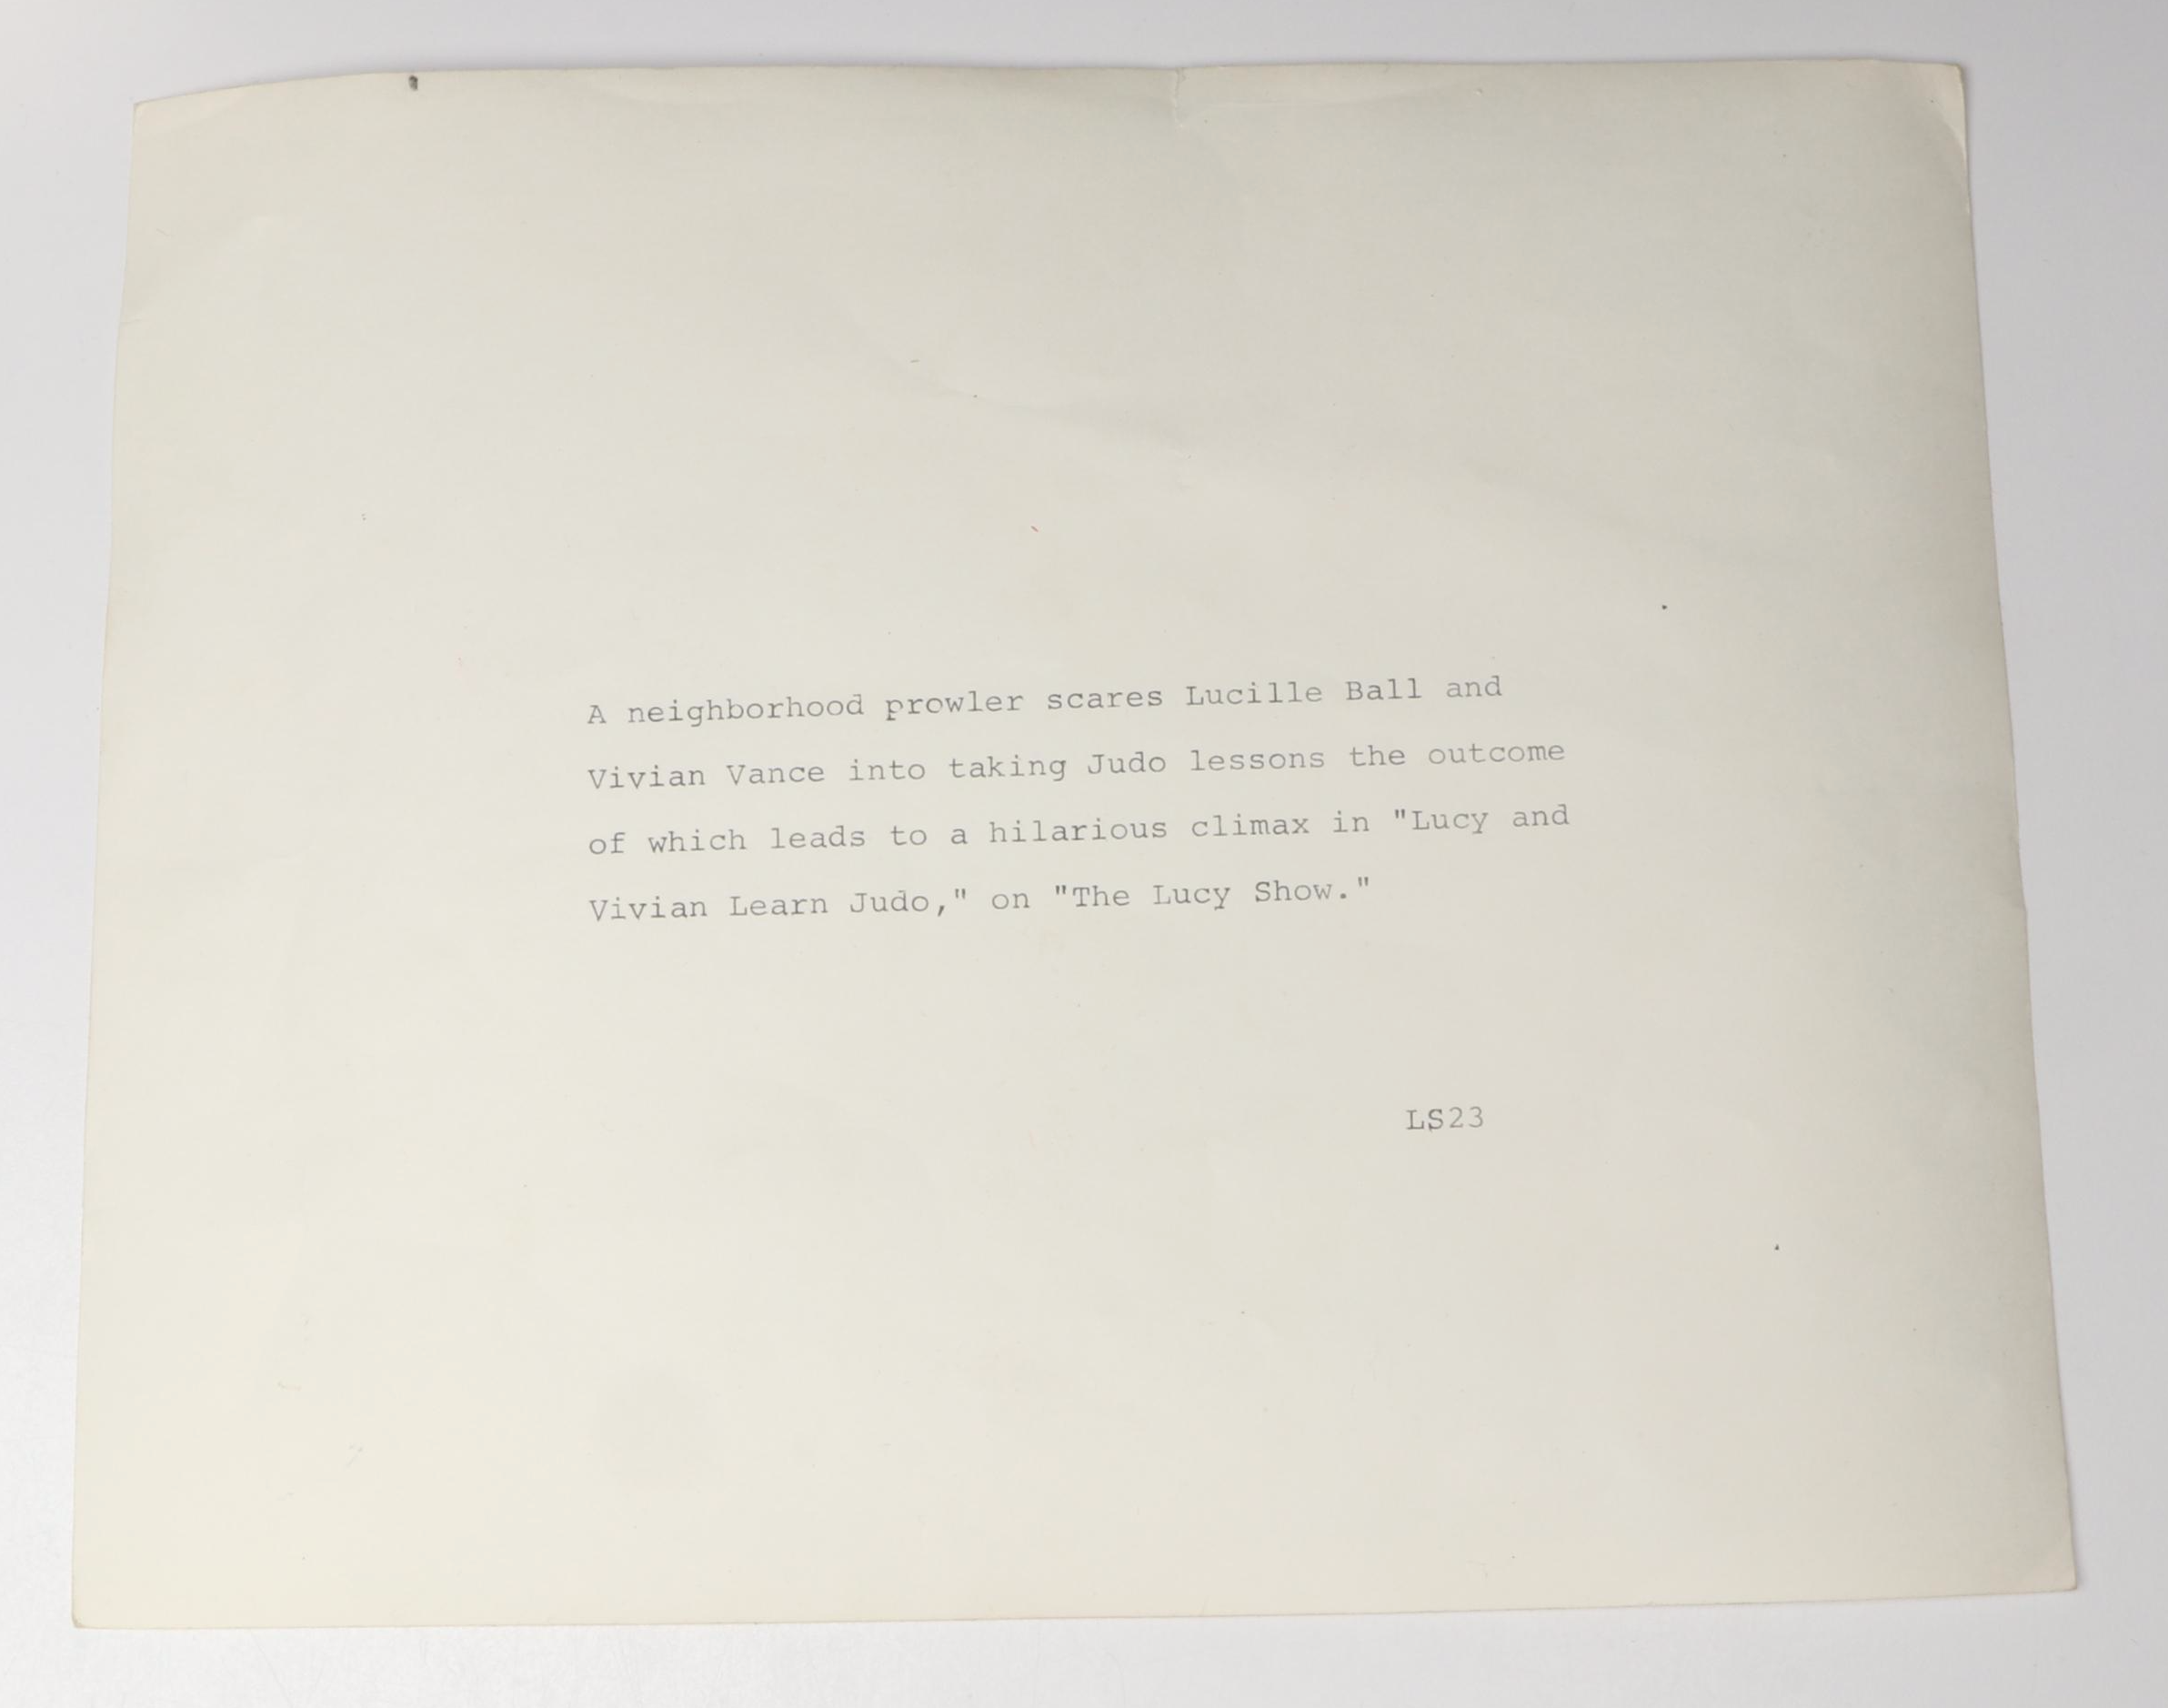 A neighborhood prowler scares Lucille Ball and
Vivian Vance into taking Judo lessons the outcome
of which leads to a hilarious climax in "Lucy and
Vivian Learn Judo," on "The Lucy Show."
LS23